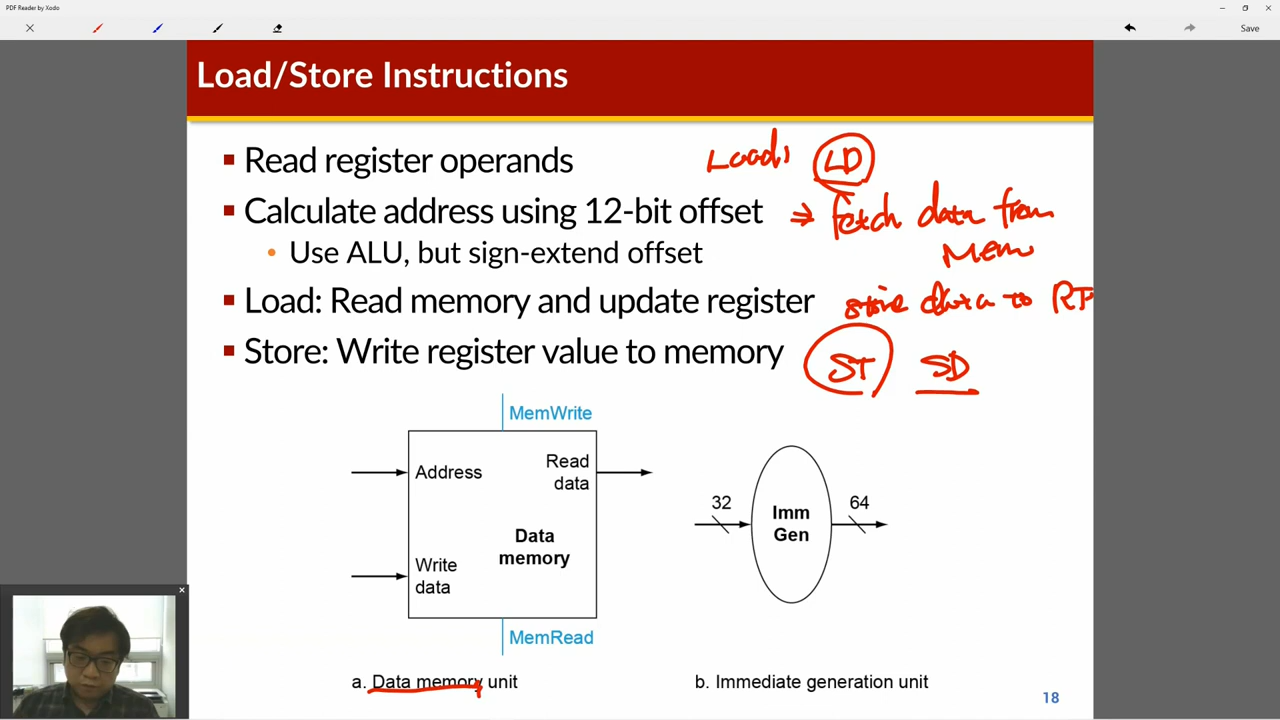 PDF Reader by Xodo
Save
Load/Store Instructions
▪ Read register operands
Load: LD
▪ Calculate address using 12-bit offset
⇒ fetch data from
Mem
• Use ALU, but sign-extend offset
▪ Load: Read memory and update register
store data to RF
▪ Store: Write register value to memory
ST SD
MemWrite
Address
Read
data
Data
memory
Write
data
MemRead
32
Imm
Gen
64
a. Data memory unit
b. Immediate generation unit
18